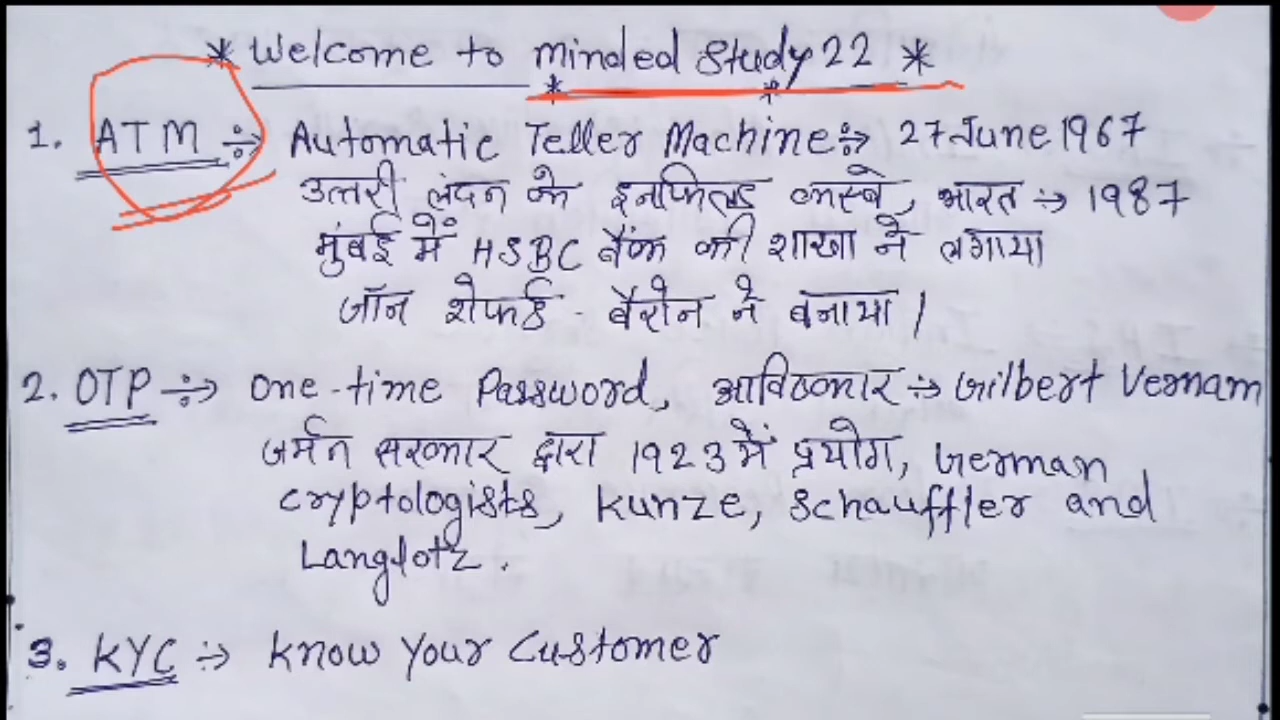 * Welcome to Minded Study 22 *
1. ATM ÷> Automatic Teller Machine ÷> 27 June 1967
उत्तरी लंदन के इनफिल्ड कस्बे, भारत ÷> 1987
मुंबई में HSBC बैंक की शाखा ने लगाया
जॉन शेफर्ड - बैरोन ने बनाया।
2. OTP ÷> One-time Password, आविष्कार ÷> Gilbert Vernam
जर्मन सरकार द्वारा 1923 में प्रयोग, German
Cryptologists, Kunze, Schauffler and
Langlotz.
3. KYC ÷> Know Your Customer